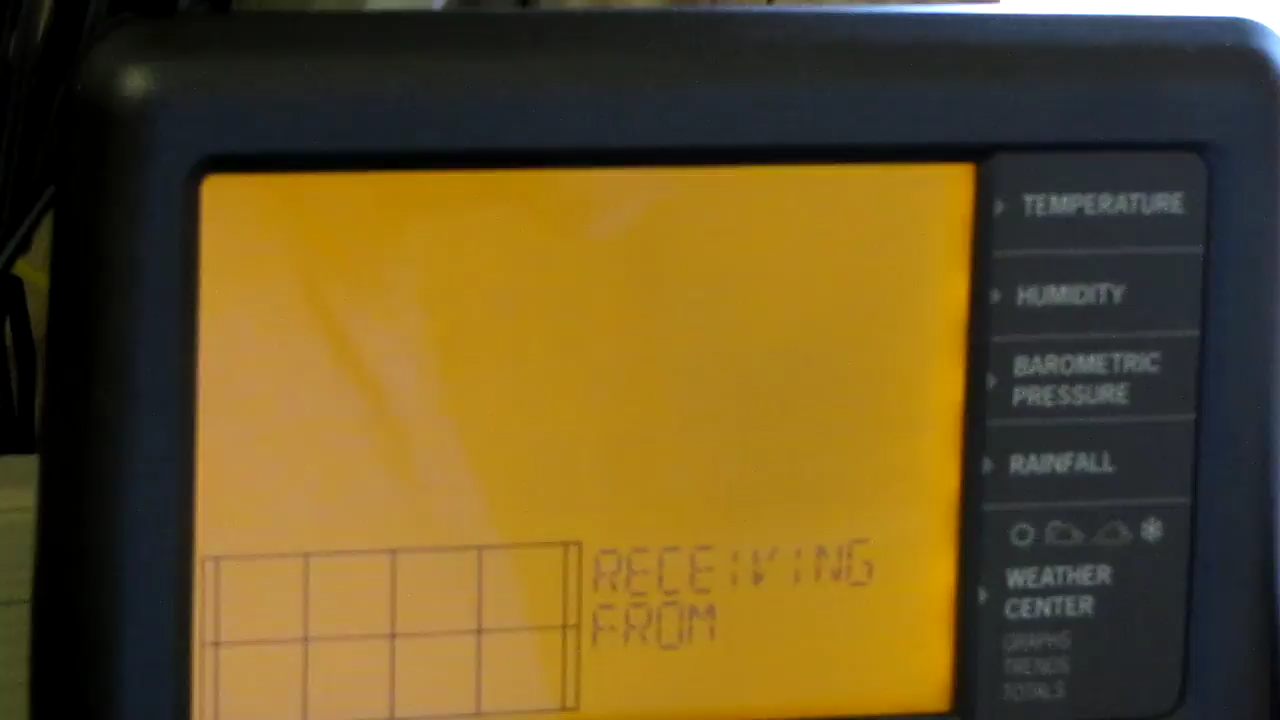 RECEIVING
FROM
TEMPERATURE
HUMIDITY
BAROMETRIC
PRESSURE
RAINFALL
WEATHER
CENTER
GRAPHS
TRENDS
TOTALS